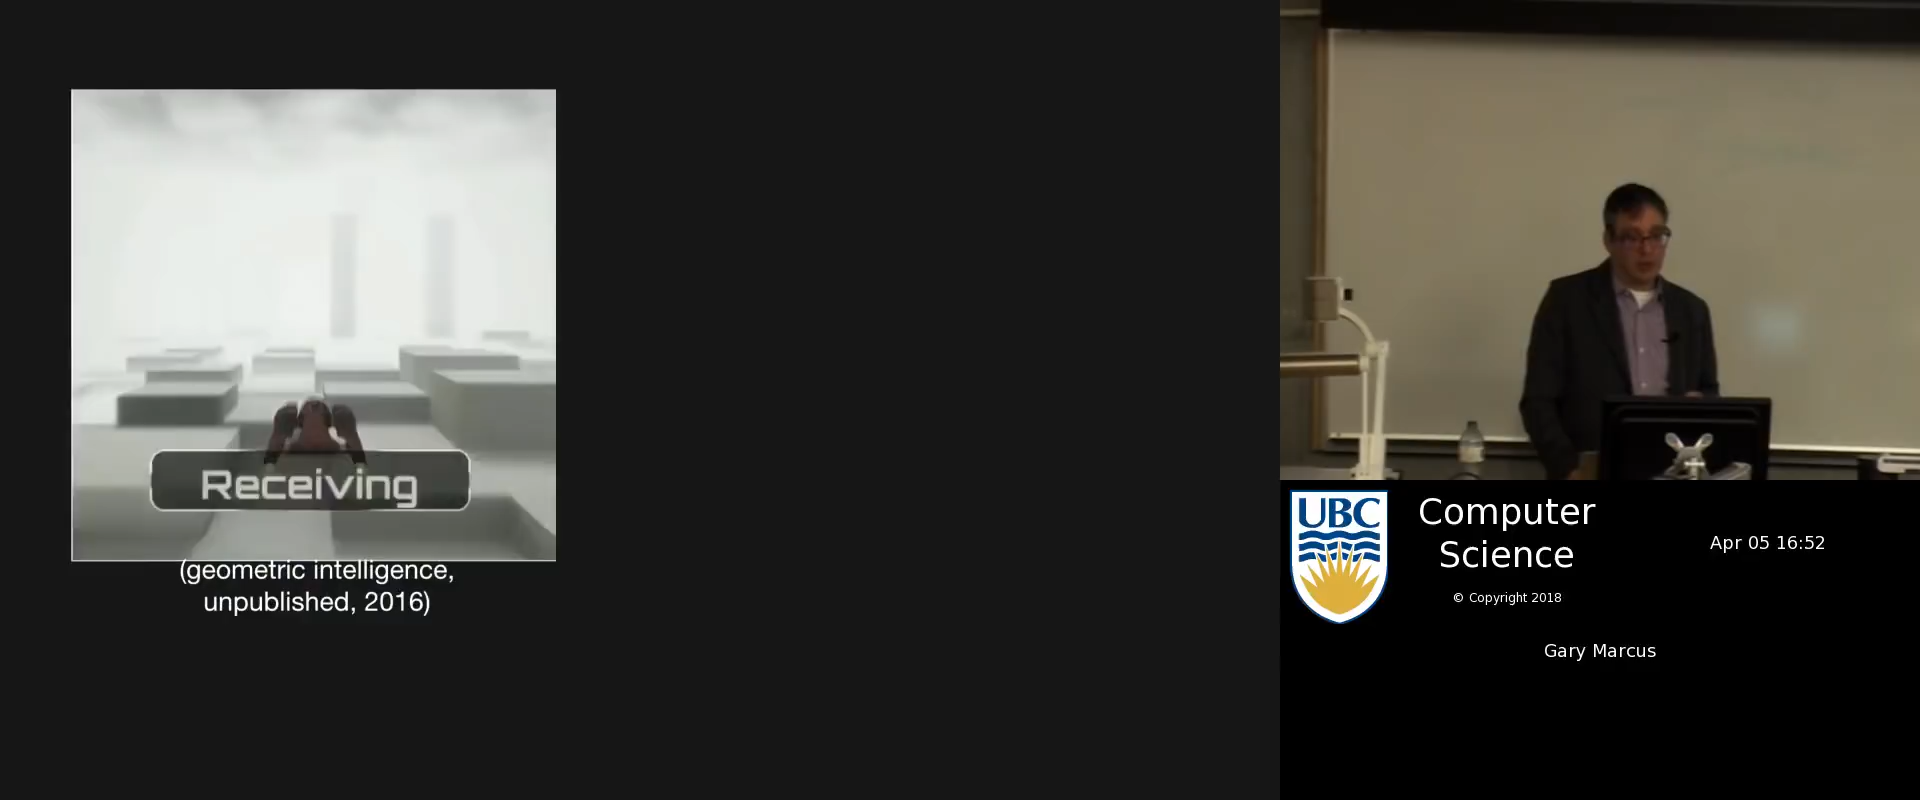 Receiving
(geometric intelligence,
unpublished, 2016)
UBC
Computer
Science
Apr 05 16:52
© Copyright 2018
Gary Marcus